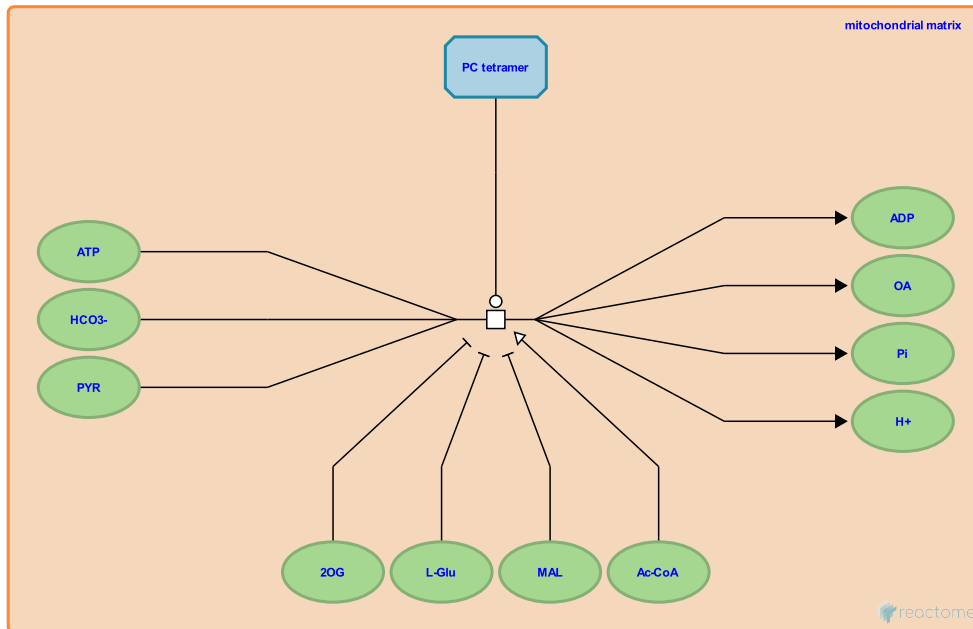 mitochondrial matrix
PC tetramer
ATP
HCO3-
PYR
ADP
OA
Pi
H+
2OG
L-Glu
MAL
Ac-CoA
reactome